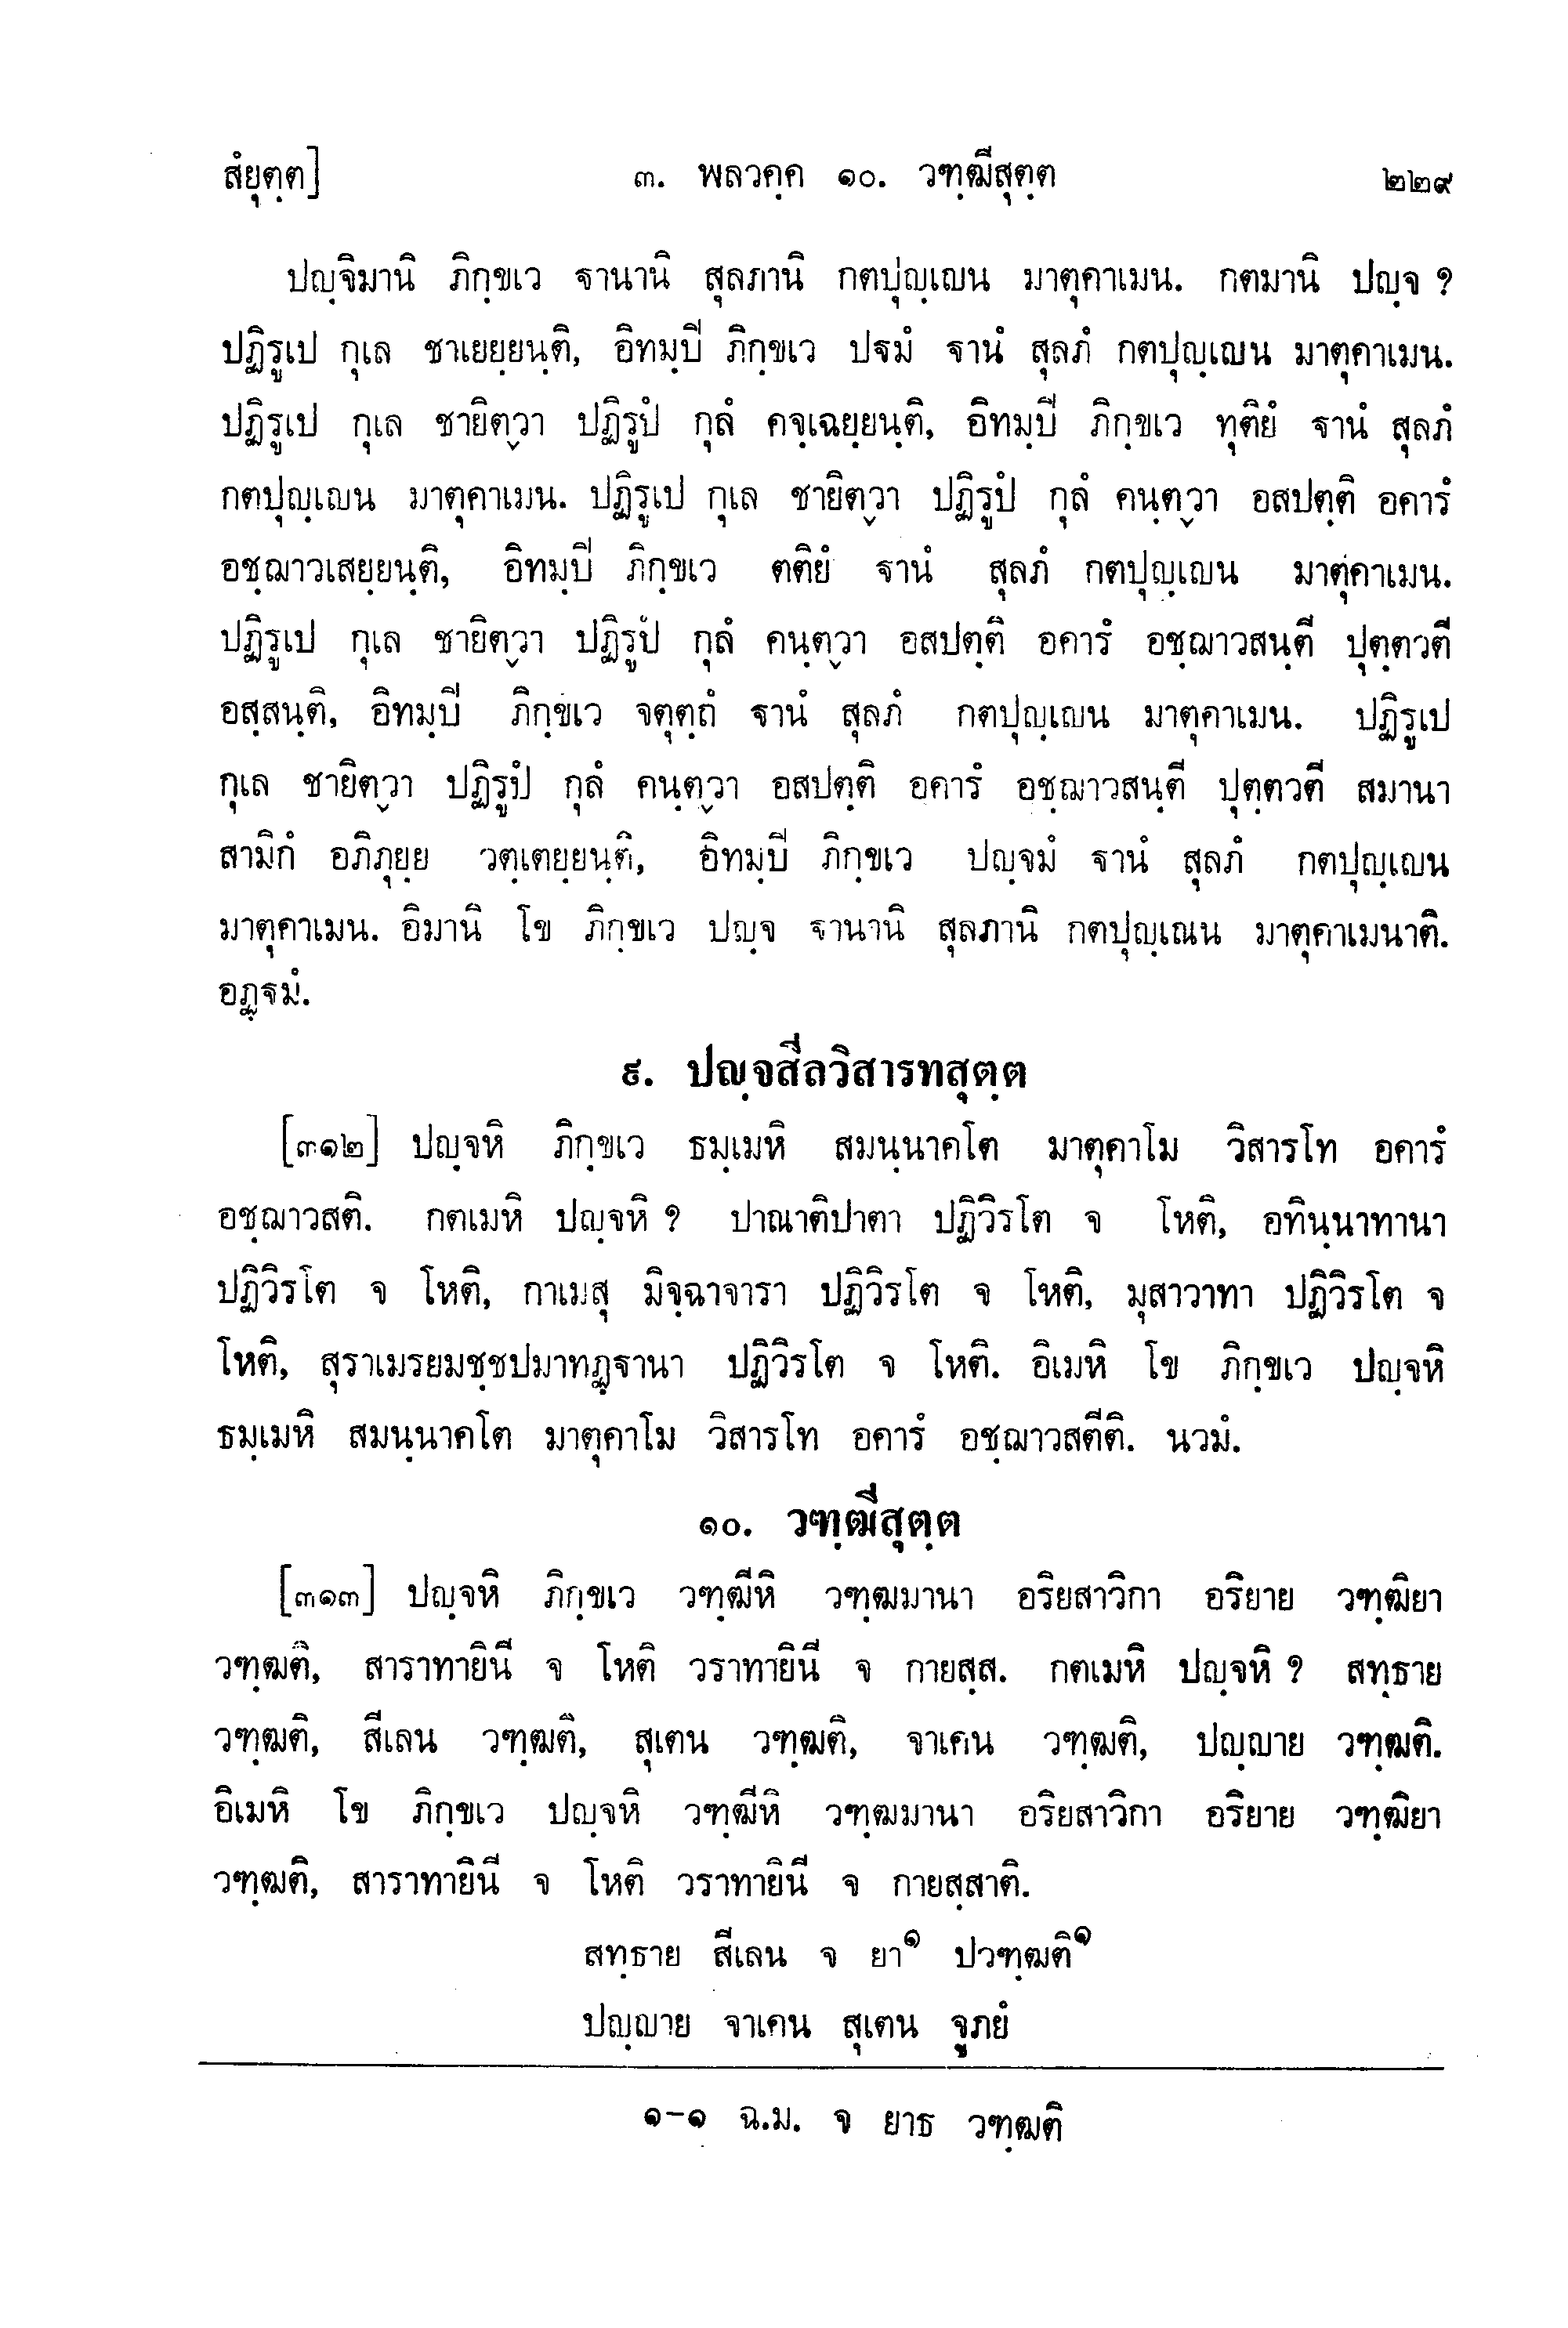 สํยุตฺต]	๓. พลวคฺค ๑๐. วฑฺฒีสุตฺต	๒๒๙
ปญฺจิมานิ ภิกฺขเว ฐานานิ สุลภานิ กตปุญฺเญน มาตุคาเมน. กตมานิ ปญฺจ ?
ปฏิรูเป กุเล ชาเยยฺยนฺติ, อิทมฺปิ ภิกฺขเว ปฐมํ ฐานํ สุลภํ กตปุญฺเญน มาตุคาเมน.
ปฏิรูเป กุเล ชายิตฺวา ปฏิรูปํ กุลํ คจฺเฉยฺยนฺติ, อิทมฺปิ ภิกฺขเว ทุติยํ ฐานํ สุลภํ
กตปุญฺเญน มาตุคาเมน. ปฏิรูเป กุเล ชายิตฺวา ปฏิรูปํ กุลํ คนฺตฺวา อสปตฺติ อคารํ
อชฺฌาวเสยฺยนฺติ, อิทมฺปิ ภิกฺขเว ตติยํ ฐานํ สุลภํ กตปุญฺเญน มาตุคาเมน.
ปฏิรูเป กุเล ชายิตฺวา ปฏิรูปํ กุลํ คนฺตฺวา อสปตฺติ อคารํ อชฺฌาวสนฺตี ปุตฺตวตี
อสฺสนฺติ, อิทมฺปิ ภิกฺขเว จตุตฺถํ ฐานํ สุลภํ กตปุญฺเญน มาตุคาเมน. ปฏิรูเป
กุเล ชายิตฺวา ปฏิรูปํ กุลํ คนฺตฺวา อสปตฺติ อคารํ อชฺฌาวสนฺตี ปุตฺตวตี สมานา
สามิกํ อภิภุยฺย วตฺเตยฺยนฺติ, อิทมฺปิ ภิกฺขเว ปญฺจมํ ฐานํ สุลภํ กตปุญฺเญน
มาตุคาเมน. อิมานิ โข ภิกฺขเว ปญฺจ ฐานานิ สุลภานิ กตปุญฺเณน มาตุคาเมนาติ.
อฏฺฐมํ.
๙. ปญฺจสีลวิสารทสุตฺต
[๓๑๒] ปญฺจหิ ภิกฺขเว ธมฺเมหิ สมนฺนาคโต มาตุคาโม วิสารโท อคารํ
อชฺฌาวสติ. กตเมหิ ปญฺจหิ ? ปาณาติปาตา ปฏิวิรโต จ โหติ, อทินฺนาทานา
ปฏิวิรโต จ โหติ, กาเมสุ มิจฺฉาจารา ปฏิวิรโต จ โหติ, มุสาวาทา ปฏิวิรโต จ
โหติ, สุราเมรยมชฺชปมาทฏฺฐานา ปฏิวิรโต จ โหติ. อิเมหิ โข ภิกฺขเว ปญฺจหิ
ธมฺเมหิ สมนฺนาคโต มาตุคาโม วิสารโท อคารํ อชฺฌาวสตีติ. นวมํ.
๑๐. วฑฺฒีสุตฺต
[๓๑๓] ปญฺจหิ ภิกฺขเว วฑฺฒีหิ วฑฺฒมานา อริยสาวิกา อริยาย วฑฺฒิยา
วฑฺฒติ, สาราทายินี จ โหติ วราทายินี จ กายสฺส. กตเมหิ ปญฺจหิ ? สทฺธาย
วฑฺฒติ, สีเลน วฑฺฒติ, สุเตน วฑฺฒติ, จาเคน วฑฺฒติ, ปญฺญาย วฑฺฒติ.
อิเมหิ โข ภิกฺขเว ปญฺจหิ วฑฺฒีหิ วฑฺฒมานา อริยสาวิกา อริยาย วฑฺฒิยา
วฑฺฒติ, สาราทายินี จ โหติ วราทายินี จ กายสฺสาติ.
สทฺธาย สีเลน จ ยา๑ ปวฑฺฒติ๑
ปญฺญาย จาเคน สุเตน จูภยํ
๑-๑ ฉ.ม. จ ยาธ วฑฺฒติ